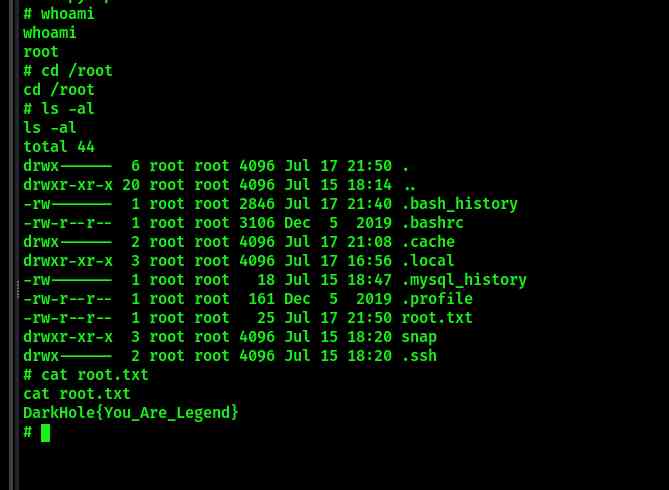 # whoami
whoami
root
# cd /root
cd /root
# ls -al
ls -al
total 44
drwx------  6 root root 4096 Jul 17 21:50 .
drwxr-xr-x 20 root root 4096 Jul 15 18:14 ..
-rw-------  1 root root 2846 Jul 17 21:40 .bash_history
-rw-r--r--  1 root root 3106 Dec  5  2019 .bashrc
drwx------  2 root root 4096 Jul 17 21:08 .cache
drwxr-xr-x  3 root root 4096 Jul 17 16:56 .local
-rw-------  1 root root   18 Jul 15 18:47 .mysql_history
-rw-r--r--  1 root root  161 Dec  5  2019 .profile
-rw-r--r--  1 root root   25 Jul 17 21:50 root.txt
drwxr-xr-x  3 root root 4096 Jul 15 18:20 snap
drwx------  2 root root 4096 Jul 15 18:20 .ssh
# cat root.txt
cat root.txt
DarkHole{You_Are_Legend}
#